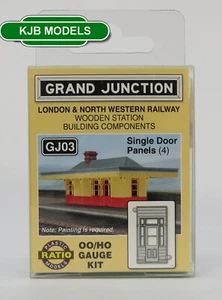 KJB MODELS
GRAND JUNCTION
LONDON & NORTH WESTERN RAILWAY
WOODEN STATION
BUILDING COMPONENTS
GJ03
Single Door
Panels (4)
(Note; Painting is required.)
PLASTIC
RATIO
MODELS
OO/HO
GAUGE
KIT